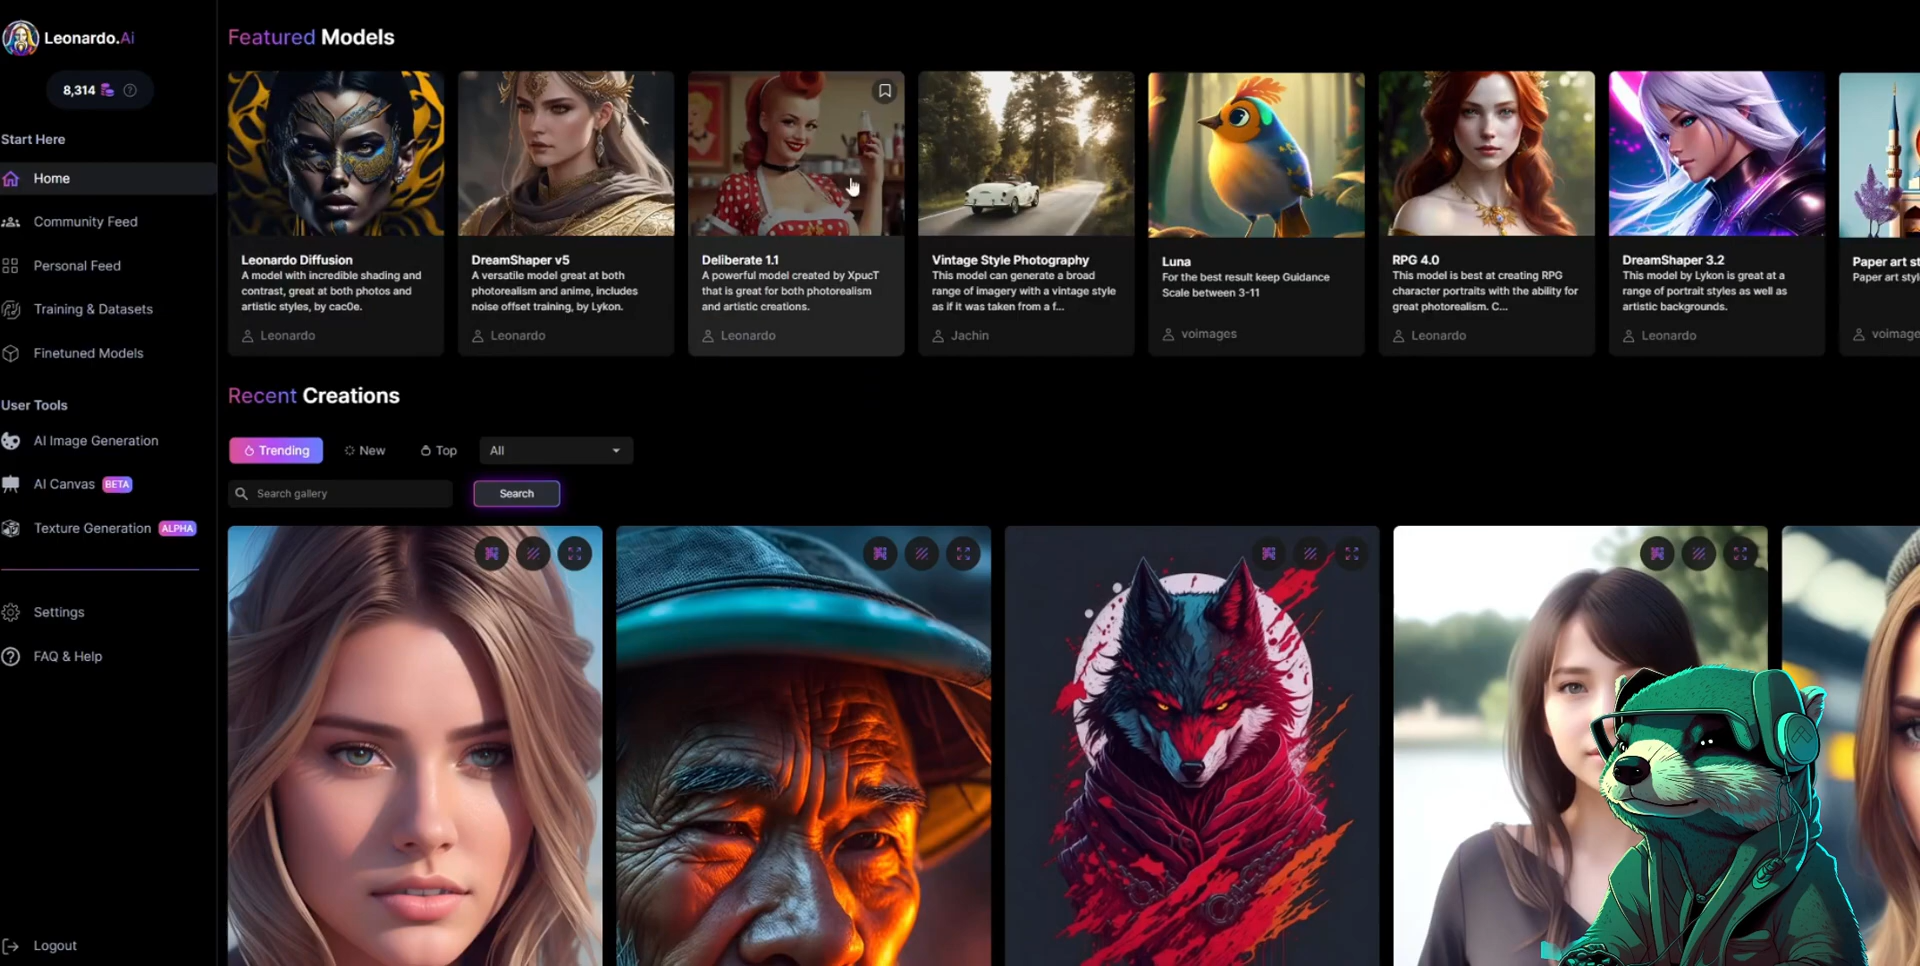 Leonardo.Ai
8,314
Start Here
Home
Community Feed
Personal Feed
Training & Datasets
Finetuned Models
User Tools
AI Image Generation
AI Canvas BETA
Texture Generation ALPHA
Settings
FAQ & Help
Logout
Featured Models
Leonardo Diffusion
A model with incredible shading and
contrast, great at both photos and
artistic styles, by cac0e.
Leonardo
DreamShaper v5
A versatile model great at both
photorealism and anime, includes
noise offset training, by Lykon.
Leonardo
Deliberate 1.1
A powerful model created by XpucT
that is great for both photorealism
and artistic creations.
Leonardo
Vintage Style Photography
This model can generate a broad
range of imagery with a vintage style
as if it was taken from a f...
Jachin
Luna
For the best result keep Guidance
Scale between 3-11
voimages
RPG 4.0
This model is best at creating RPG
character portraits with the ability for
great photorealism. C...
Leonardo
DreamShaper 3.2
This model by Lykon is great at a
range of portrait styles as well as
artistic backgrounds.
Leonardo
Paper art st
Paper art styl
voimage
Recent Creations
Trending
New
Top
All
Search gallery
Search